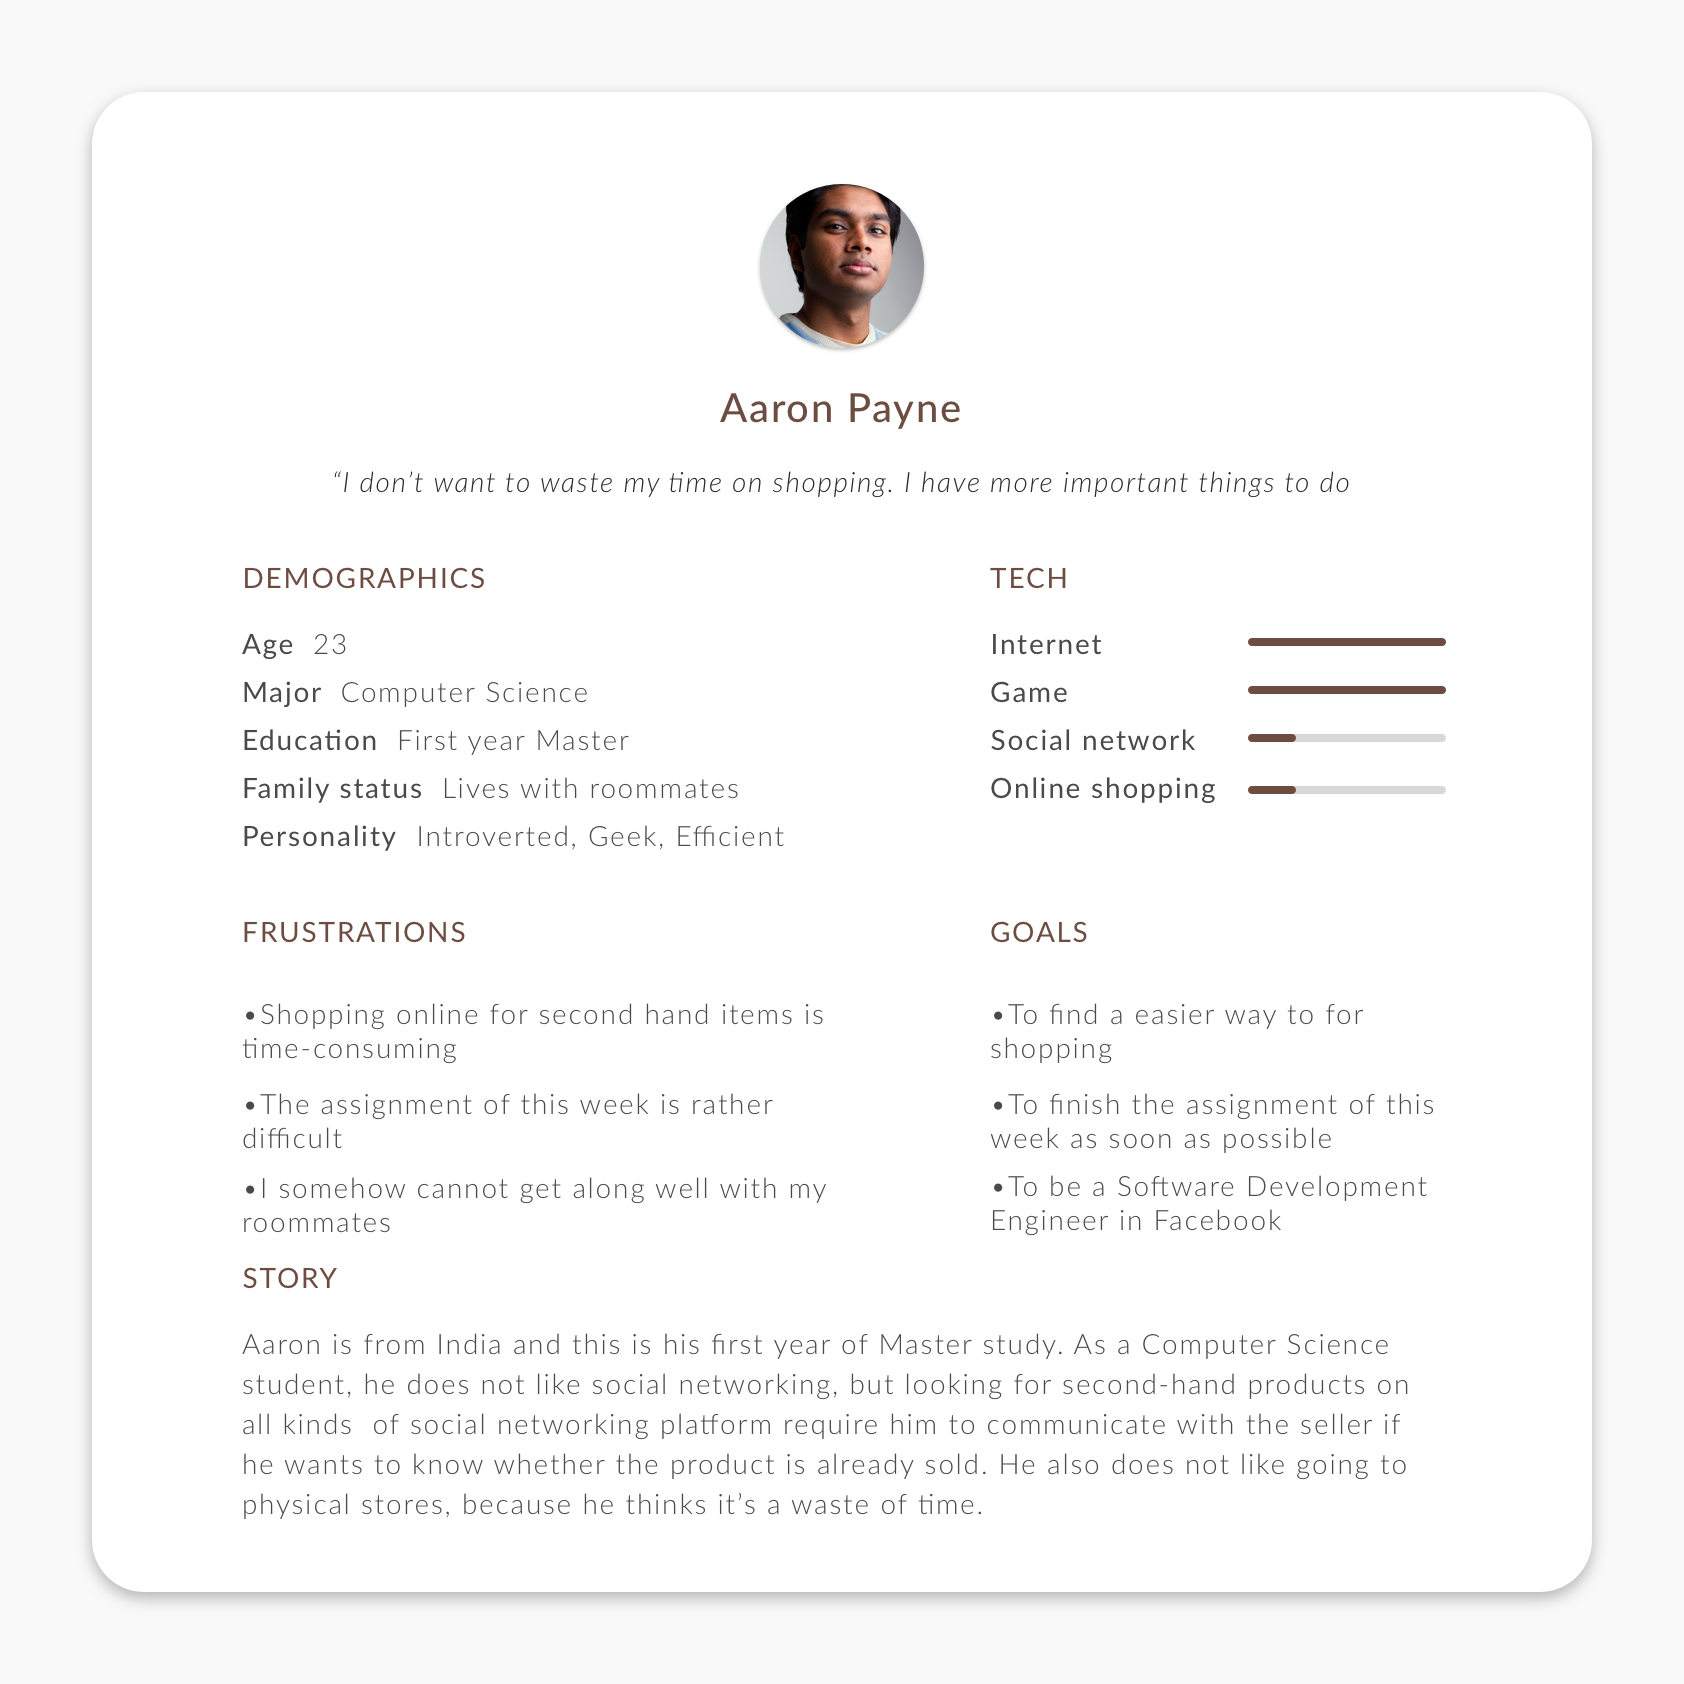 Aaron Payne
“I don’t want to waste my time on shopping. I have more important things to do
DEMOGRAPHICS
Age 23
Major Computer Science
Education First year Master
Family status Lives with roommates
Personality Introverted, Geek, Efficient
TECH
Internet
Game
Social network
Online shopping
FRUSTRATIONS
•Shopping online for second hand items is
time-consuming
•The assignment of this week is rather
difficult
•I somehow cannot get along well with my
roommates
GOALS
•To find a easier way to for
shopping
•To finish the assignment of this
week as soon as possible
•To be a Software Development
Engineer in Facebook
STORY
Aaron is from India and this is his first year of Master study. As a Computer Science
student, he does not like social networking, but looking for second-hand products on
all kinds  of social networking platform require him to communicate with the seller if
he wants to know whether the product is already sold. He also does not like going to
physical stores, because he thinks it’s a waste of time.